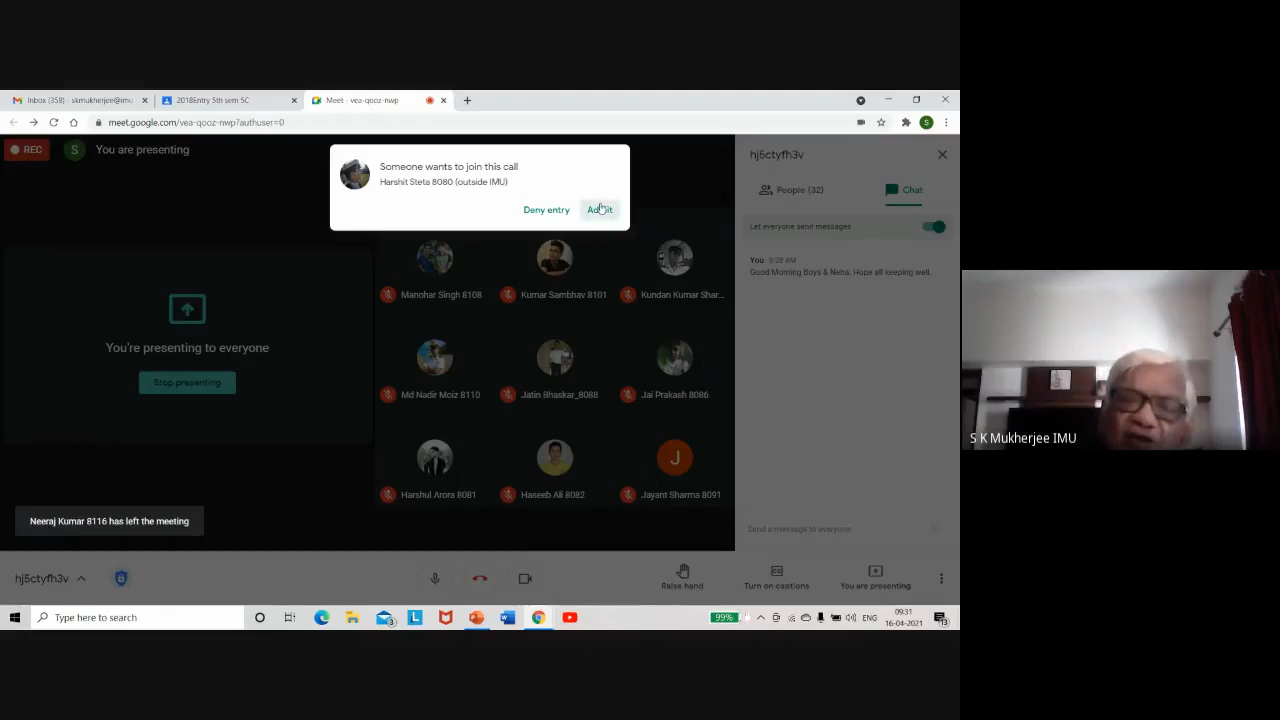 Inbox (358) - skmukherjee@imu
2018Entry 5th sem 5C
Meet - vea-qooz-nwp
meet.google.com/vea-qooz-nwp?authuser=0
S
REC
S
You are presenting
Someone wants to join this call
Harshit Steta 8080 (outside IMU)
Deny entry
Admit
hj5ctyfh3v
People (32)
Chat
Let everyone send messages
You 9:28 AM
Good Morning Boys & Neha, Hope all keeping well.
Manohar Singh 8108
Kumar Sambhav 8101
Kundan Kumar Shar...
You're presenting to everyone
Stop presenting
Md Nadir Moiz 8110
Jatin Bhaskar_8088
Jai Prakash 8086
J
Harshul Arora 8081
Haseeb Ali 8082
Jayant Sharma 8091
Neeraj Kumar 8116 has left the meeting
Send a message to everyone
S K Mukherjee IMU
hj5ctyfh3v
Raise hand
Turn on captions
You are presenting
Type here to search
99%
ENG
09:31
16-04-2021